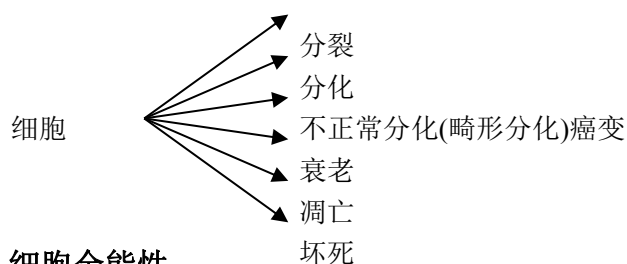 分裂
分化
细胞
不正常分化(畸形分化)癌变
衰老
凋亡
坏死
细胞全能性